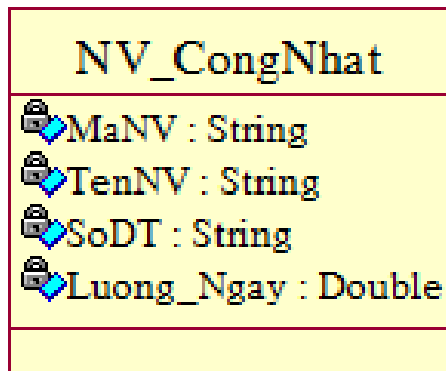 NV_CongNhat
MaNV : String
TenNV : String
SoDT : String
Luong_Ngay : Double